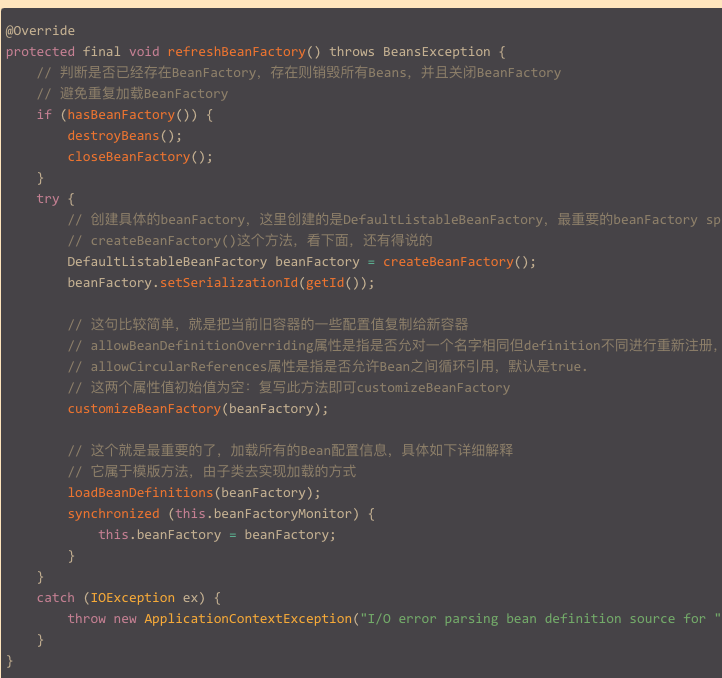 @Override
protected final void refreshBeanFactory() throws BeansException {
// 判断是否已经存在BeanFactory，存在则销毁所有Beans，并且关闭BeanFactory
// 避免重复加载BeanFactory
if (hasBeanFactory()) {
destroyBeans();
closeBeanFactory();
}
try {
// 创建具体的beanFactory，这里创建的是DefaultListableBeanFactory，最重要的beanFactory sp
// createBeanFactory()这个方法，看下面，还有得说的
DefaultListableBeanFactory beanFactory = createBeanFactory();
beanFactory.setSerializationId(getId());
// 这句比较简单，就是把当前旧容器的一些配置值复制给新容器
// allowBeanDefinitionOverriding属性是指是否允对一个名字相同但definition不同进行重新注册，
// allowCircularReferences属性是指是否允许Bean之间循环引用，默认是true.
// 这两个属性值初始值为空：复写此方法即可customizeBeanFactory
customizeBeanFactory(beanFactory);
// 这个就是最重要的了，加载所有的Bean配置信息，具体如下详细解释
// 它属于模版方法，由子类去实现加载的方式
loadBeanDefinitions(beanFactory);
synchronized (this.beanFactoryMonitor) {
this.beanFactory = beanFactory;
}
}
catch (IOException ex) {
throw new ApplicationContextException("I/O error parsing bean definition source for "
}
}